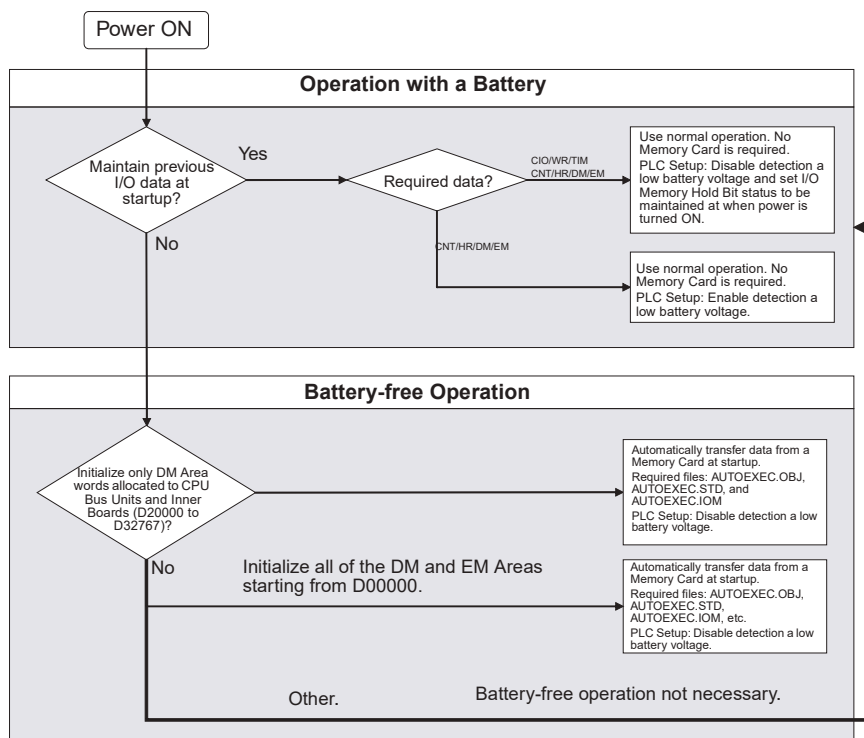 Power ON
Operation with a Battery
Maintain previous
I/O data at
startup?
Yes
No
Required data?
CIO/WR/TIM
CNT/HR/DM/EM
CNT/HR/DM/EM
Use normal operation. No
Memory Card is required.
PLC Setup: Disable detection a
low battery voltage and set I/O
Memory Hold Bit status to be
maintained at when power is
turned ON.
Use normal operation. No
Memory Card is required.
PLC Setup: Enable detection a
low battery voltage.
Battery-free Operation
Initialize only DM Area
words allocated to CPU
Bus Units and Inner
Boards (D20000 to
D32767)?
No
Automatically transfer data from a
Memory Card at startup.
Required files: AUTOEXEC.OBJ,
AUTOEXEC.STD, and
AUTOEXEC.IOM
PLC Setup: Disable detection a low
battery voltage.
Initialize all of the DM and EM Areas
starting from D00000.
Automatically transfer data from a
Memory Card at startup.
Required files: AUTOEXEC.OBJ,
AUTOEXEC.STD,
AUTOEXEC.IOM, etc.
PLC Setup: Disable detection a low
battery voltage.
Other.
Battery-free operation not necessary.